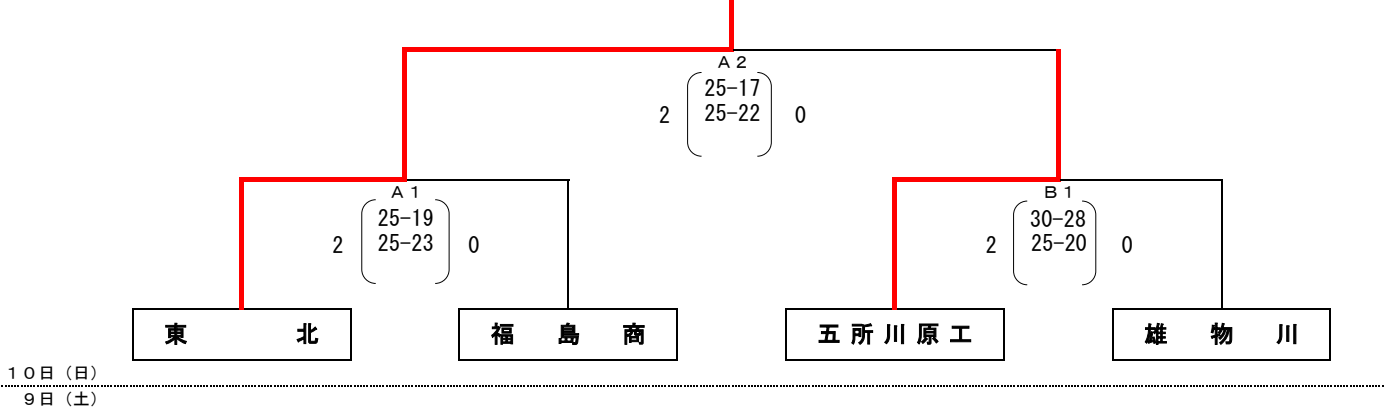 Ａ２
25-17
2 25-22 0
Ａ１
25-19
2 25-23 0
Ｂ１
30-28
2 25-20 0
東北 福島商 五所川原工 雄物川
１０日（日）
９日（土）